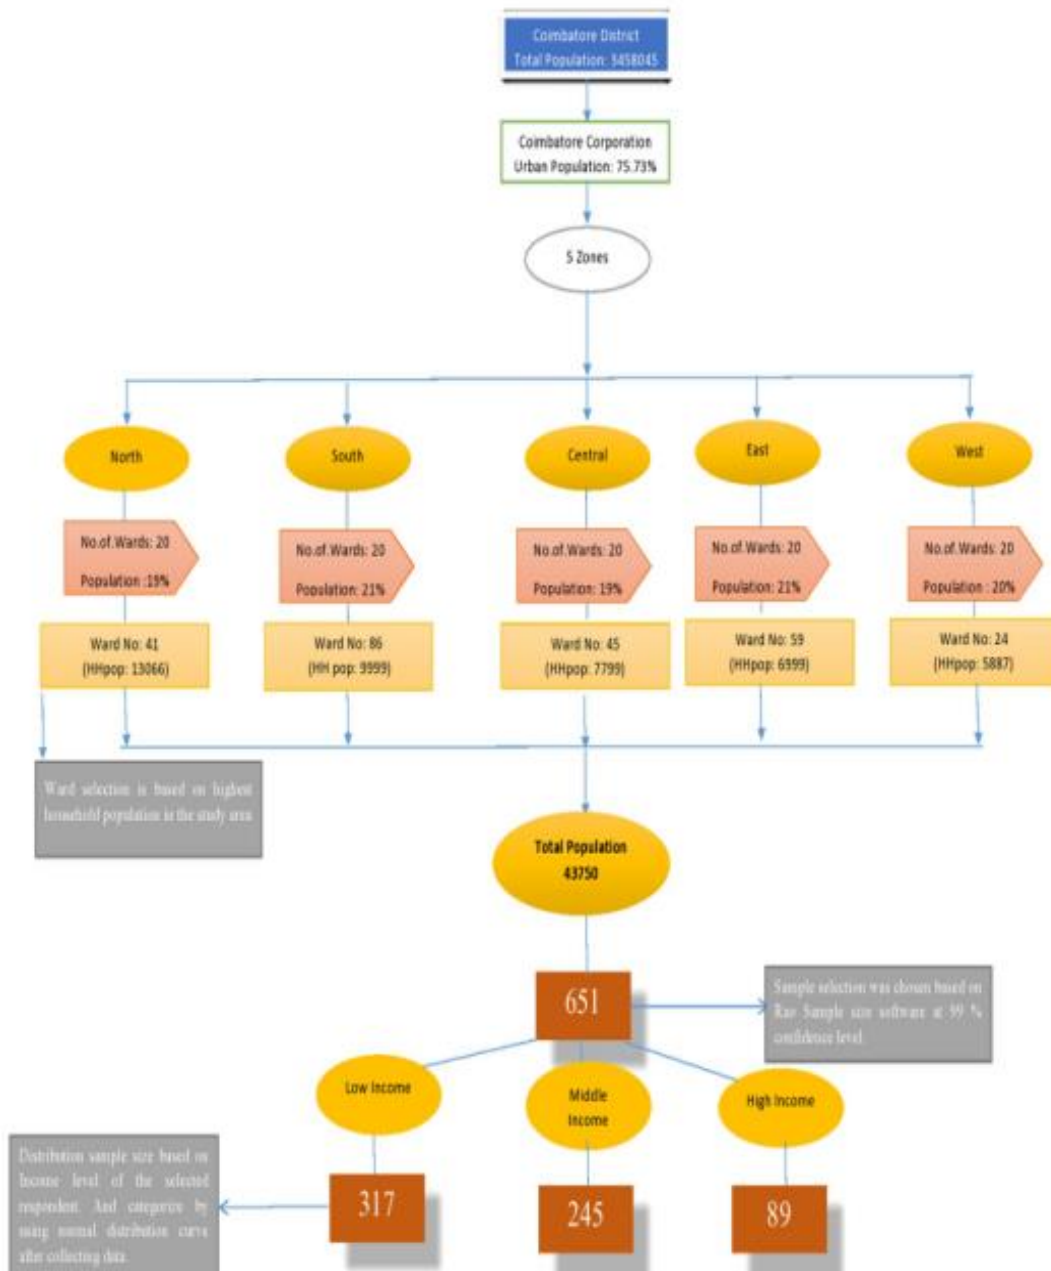 Coimbatore District
Total Population: 3458045
Coimbatore Corporation
Urban Population: 75.73%
5 Zones
North
South
Central
East
West
No.of.Wards: 20
Population :19%
No.of.Wards: 20
Population: 21%
No.of.Wards: 20
Population: 19%
No.of.Wards: 20
Population: 21%
No.of.Wards: 20
Population : 20%
Ward No: 41
(HHpop: 13066)
Ward No: 86
(HH pop: 9999)
Ward No: 45
(HHpop: 7799)
Ward No: 59
(HHpop: 6999)
Ward No: 24
(HHpop: 5887)
Ward selection is based on highest
household population in the study area
Total Population
43750
651
Sample selection was chosen based on
Rao Sample size software at 99 %
confidence level.
Low Income
Middle
Income
High Income
Distribution sample size based on
Income level of the selected
respondent. And categorize by
using normal distribution curve
after collecting data.
317
245
89